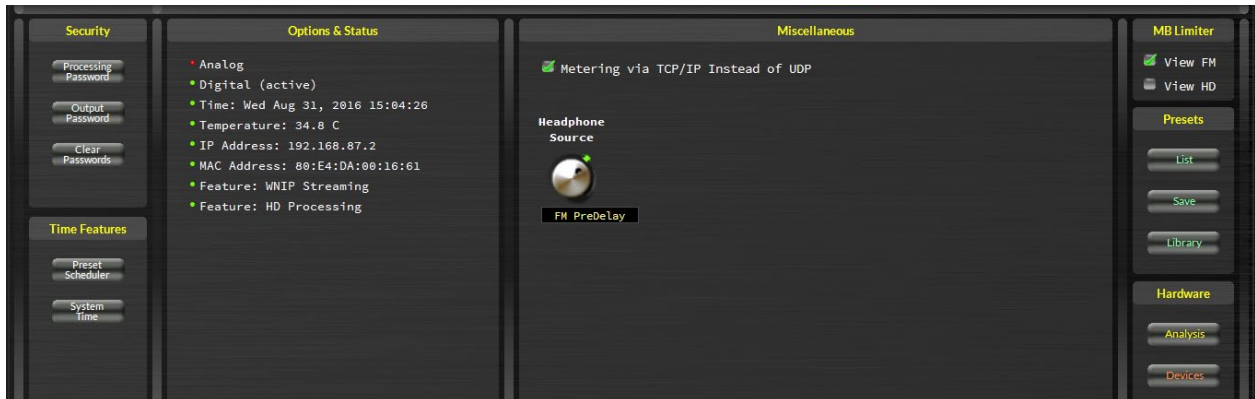 Security
Processing
Password
Output
Password
Clear
Passwords
Time Features
Preset
Scheduler
System
Time
Options & Status
Analog
Digital (active)
Time: Wed Aug 31, 2016 15:04:26
Temperature: 34.8 C
IP Address: 192.168.87.2
MAC Address: 80:E4:DA:00:16:61
Feature: WNIP Streaming
Feature: HD Processing
Miscellaneous
Metering via TCP/IP Instead of UDP
Headphone
Source
FM PreDelay
MB Limiter
View FM
View HD
Presets
List
Save
Library
Hardware
Analysis
Devices